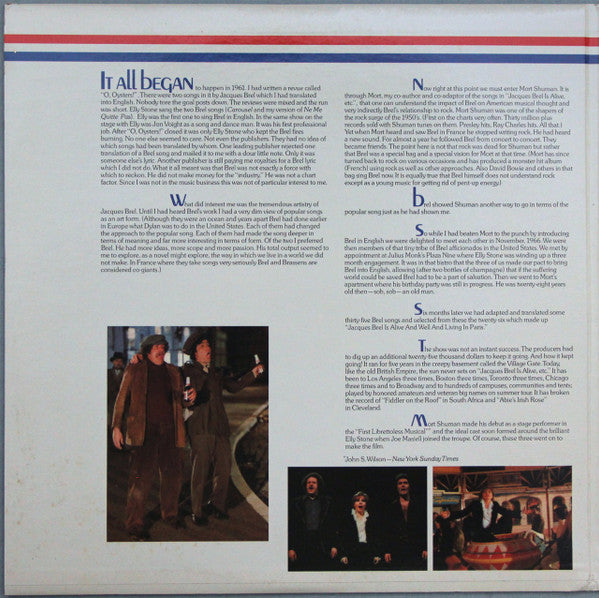 IT ALL BEGAN to happen in 1961. I had written a revue called
"O, Oysters!". There were two songs in it by Jacques Brel which I had translated
into English. Nobody tore the goal posts down. The reviews were mixed and the run
was short. Elly Stone sang the two Brel songs (Carousel and my version of Ne Me
Quitte Pas). Elly was the first one to sing Brel in English. In the same show on the
stage with Elly was Jon Voight as a song and dance man. It was his first professional
job. After "O, Oysters!" closed it was only Elly Stone who kept the Brel fires
burning. No one else seemed to care. Not even the publishers. They had no idea of
which songs had been translated by whom. One leading publisher rejected one
translation of a Brel song and mailed it to me with a dour little note. Only it was
someone else's lyric. Another publisher is still paying me royalties for a Brel lyric
which I did not do. What it all meant was that Brel was not exactly a force with
which to reckon. He did not make money for the "industry." He was not a chart
factor. Since I was not in the music business this was not of particular interest to me.
What did interest me was the tremendous artistry of
Jacques Brel. Until I had heard Brel's work I had a very dim view of popular songs
as an art form. (Although they were an ocean and years apart Brel had done earlier
in Europe what Dylan was to do in the United States. Each of them had changed
the approach to the popular song. Each of them had made the song deeper in
terms of meaning and far more interesting in terms of form. Of the two I preferred
Brel. He had more ideas, more scope and more passion. His total output seemed to
me to explore, as a novel might explore, the way in which we live in a world we did
not make. In France where they take songs very seriously Brel and Brassens are
considered co-giants.)
Now right at this point we must enter Mort Shuman. It is
through Mort, my co-author and co-adaptor of the songs in "Jacques Brel Is Alive,
etc.", that one can understand the impact of Brel on American musical thought and
very indirectly Brel's relationship to rock. Mort Shuman was one of the shapers of
the rock surge of the 1950's. (First on the charts very often. Thirty million plus
records sold with Shuman tunes on them. Presley hits, Ray Charles hits. All that.)
Yet when Mort heard and saw Brel in France he stopped writing rock. He had heard
a new sound. For almost a year he followed Brel from concert to concert. They
became friends. The point here is not that rock was dead for Shuman but rather
that Brel was a special bag and a special vision for Mort at that time. (Mort has since
turned back to rock on various occasions and has produced a monster hit album
(French) using rock as well as other approaches. Also David Bowie and others in that
bag sing Brel now. It is equally true that Brel himself does not understand rock
except as a young music for getting rid of pent-up energy.)
brel showed Shuman another way to go in terms of the
popular song just as he had shown me.
So while I had beaten Mort to the punch by introducing
Brel in English we were delighted to meet each other in November, 1966. We were
then members of that tiny tribe of Brel aficionados in the United States. We met by
appointment at Julius Monk's Plaza Nine where Elly Stone was winding up a three
month engagement. It was in that bistro that the three of us made our pact to bring
Brel into English, allowing (after two bottles of champagne) that if the suffering
world could be saved Brel had to be a part of salvation. Then we went to Mort's
apartment where his birthday party was still in progress. He was twenty-eight years
old then—sob, sob—an old man.
Six months later we had adapted and translated some
thirty five Brel songs and selected from these the twenty six which made up
"Jacques Brel Is Alive And Well And Living In Paris."
The show was not an instant success. The producers had
to dig up an additional twenty-five thousand dollars to keep it going. And how it kept
going! It ran for five years in the creepy basement called the Village Gate. Today,
like the old British Empire, the sun never sets on "Jacques Brel Is Alive, etc." It has
been to Los Angeles three times, Boston three times, Toronto three times, Chicago
three times and to Broadway and to hundreds of campuses, communities and tents;
played by honored amateurs and veteran big names on summer tour. It has broken
the record of "Fiddler on the Roof" in South Africa and "Abie's Irish Rose"
in Cleveland.
Mort Shuman made his debut as a stage performer in
the "First Librettoless Musical"* and the ideal cast soon formed around the brilliant
Elly Stone when Joe Masiell joined the troupe. Of course, these three went on to
make the film.
*John S. Wilson—New York Sunday Times